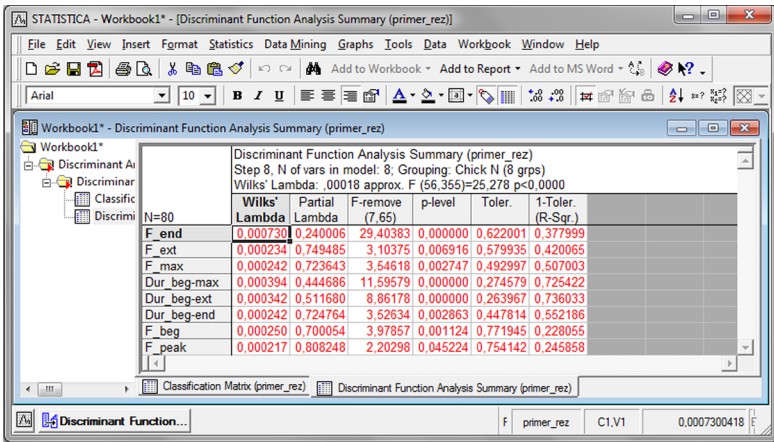 STATISTICA - Workbook1* - [Discriminant Function Analysis Summary (primer_rez)]
File Edit View Insert Format Statistics Data Mining Graphs Tools Data Workbook Window Help
Add to Workbook Add to Report Add to MS Word
Arial 10 B I U
Workbook1* - Discriminant Function Analysis Summary (primer_rez)
Workbook1*
Discriminant Ar
Discriminar
Classific
Discrimi
Discriminant Function Analysis Summary (primer_rez)
Step 8, N of vars in model: 8; Grouping: Chick N (8 grps)
Wilks' Lambda: ,00018 approx. F (56,355)=25,278 p<0,0000
N=80 Wilks' Lambda Partial Lambda F-remove (7,65) p-level Toler. 1-Toler. (R-Sqr.)
F_end 0,000730 0,240006 29,40383 0,000000 0,622001 0,377999
F_ext 0,000234 0,749485 3,10375 0,006916 0,579935 0,420065
F_max 0,000242 0,723643 3,54618 0,002747 0,492997 0,507003
Dur_beg-max 0,000394 0,444686 11,59579 0,000000 0,274579 0,725422
Dur_beg-ext 0,000342 0,511680 8,86178 0,000000 0,263967 0,736033
Dur_beg-end 0,000242 0,724764 3,52634 0,002863 0,447814 0,552186
F_beg 0,000250 0,700054 3,97857 0,001124 0,771945 0,228055
F_peak 0,000217 0,808248 2,20298 0,045224 0,754142 0,245858
Classification Matrix (primer_rez) Discriminant Function Analysis Summary (primer_rez)
Discriminant Function... F primer_rez C1,V1 0,0007300418